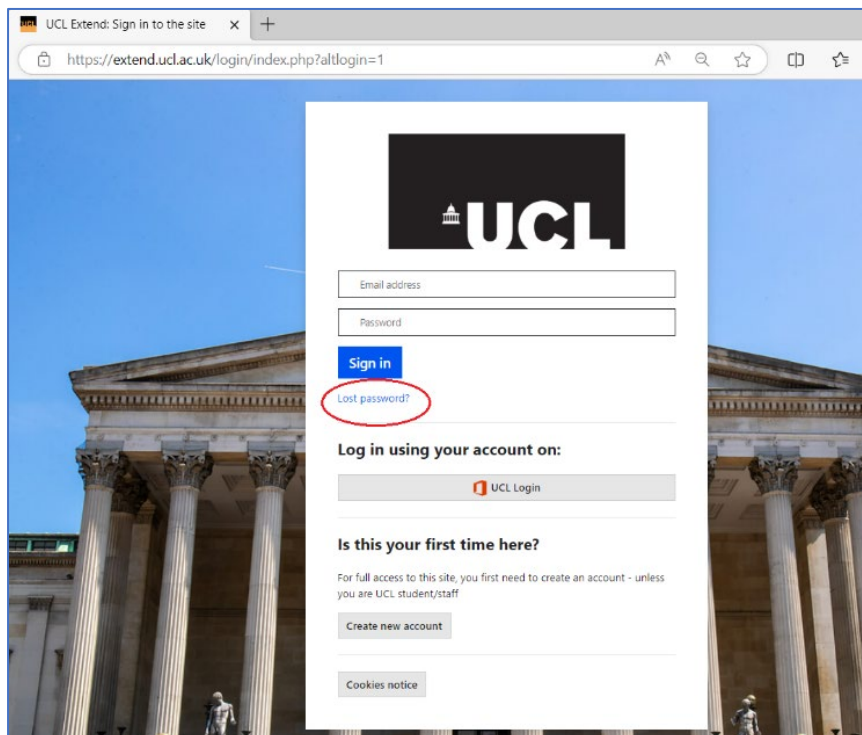 UCL Extend: Sign in to the site
https://extend.ucl.ac.uk/login/index.php?altlogin=1
UCL
Email address
Password
Sign in
Lost password?
Log in using your account on:
UCL Login
Is this your first time here?
For full access to this site, you first need to create an account - unless
you are UCL student/staff
Create new account
Cookies notice